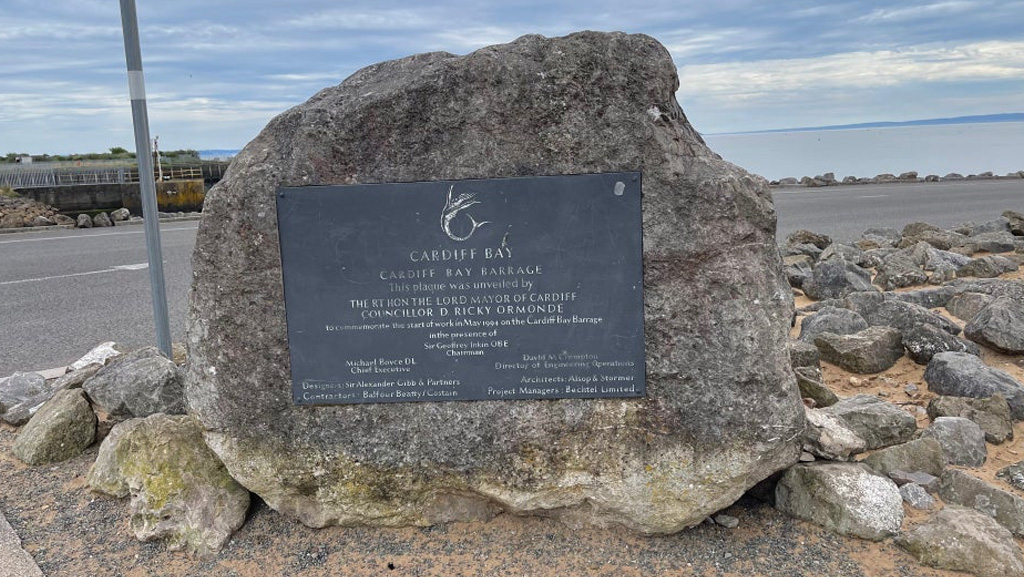 CARDIFF BAY
CARDIFF BAY BARRAGE
This plaque was unveiled by
THE RT HON THE LORD MAYOR OF CARDIFF
COUNCILLOR D. RICKY ORMONDE
to commemorate the start of work in May 1994 on the Cardiff Bay Barrage
in the presence of
Sir Geoffrey Inkin OBE
Chairman
Michael Boyce DL
Chief Executive
David M Crompton
Director of Engineering Operations
Designers: Sir Alexander Gibb & Partners
Contractors: Balfour Beatty / Costain
Architects: Alsop & Stormer
Project Managers: Bechtel Limited